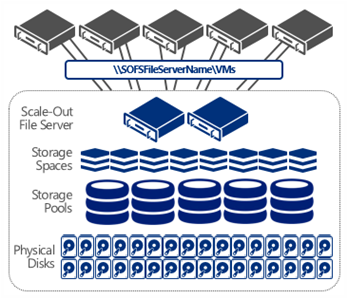 \\SOFSFileServerName\VMs
Scale-Out
File Server
Storage
Spaces
Storage
Pools
Physical
Disks